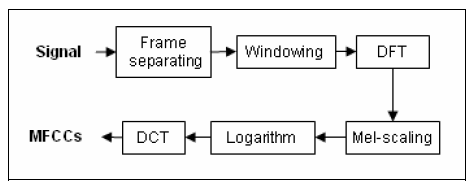 Signal
Frame
separating
Windowing
DFT
Mel-scaling
Logarithm
DCT
MFCCs